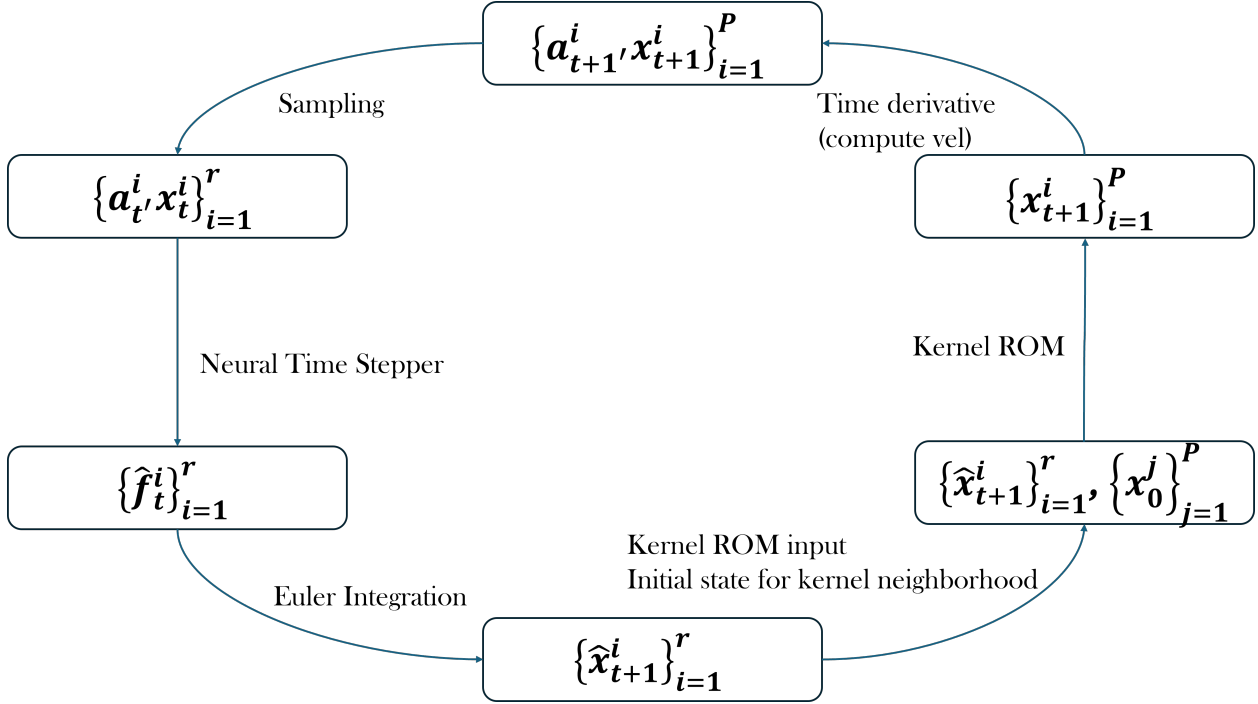 {a^i_{t+1'} x^i_{t+1}}^P_{i=1}
Sampling
Time derivative
(compute vel)
{a^i_{t'} x^i_t}^r_{i=1}
{x^i_{t+1}}^P_{i=1}
Neural Time Stepper
Kernel ROM
{f̂^i_t}^r_{i=1}
{x̂^i_{t+1}}^r_{i=1}, {x^j_0}^P_{j=1}
Kernel ROM input
Initial state for kernel neighborhood
Euler Integration
{x̂^i_{t+1}}^r_{i=1}